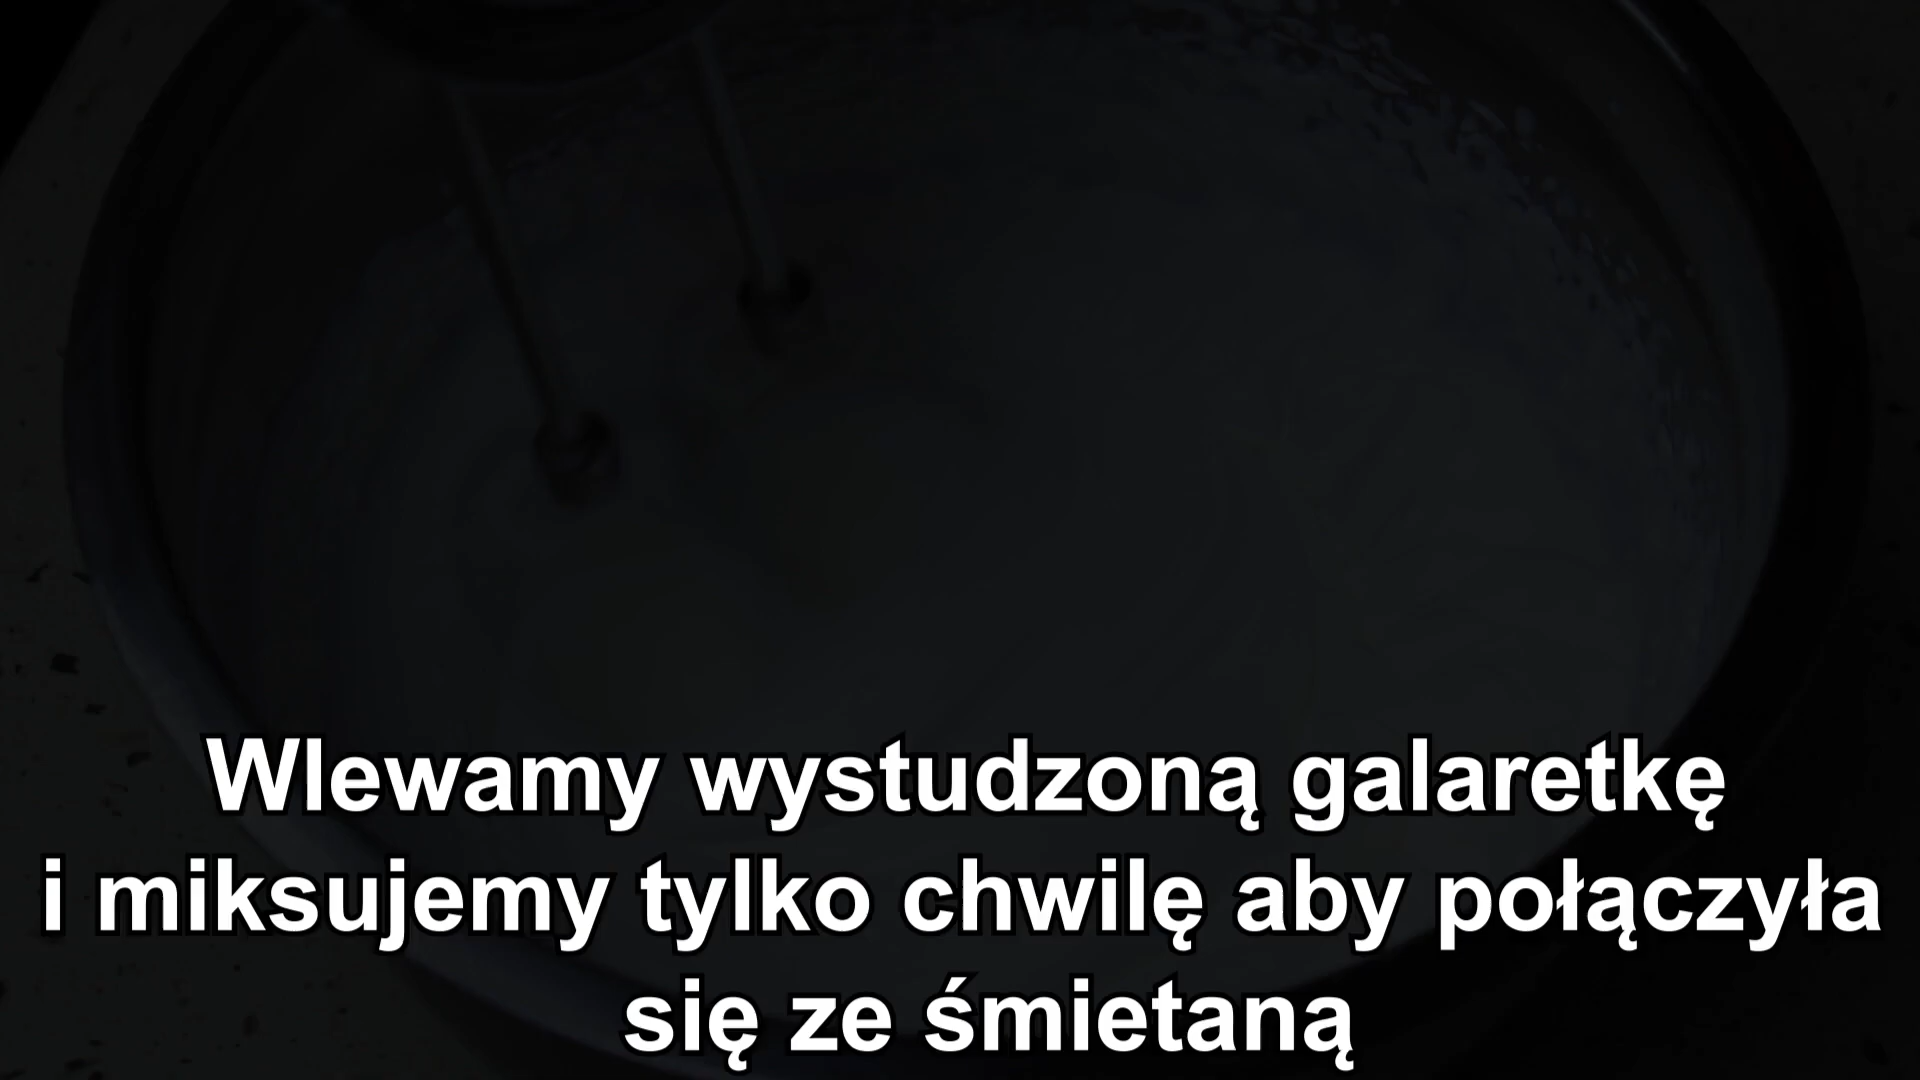 Wlewamy wystudzoną galaretkę
i miksujemy tylko chwilę aby połączyła
się ze śmietaną